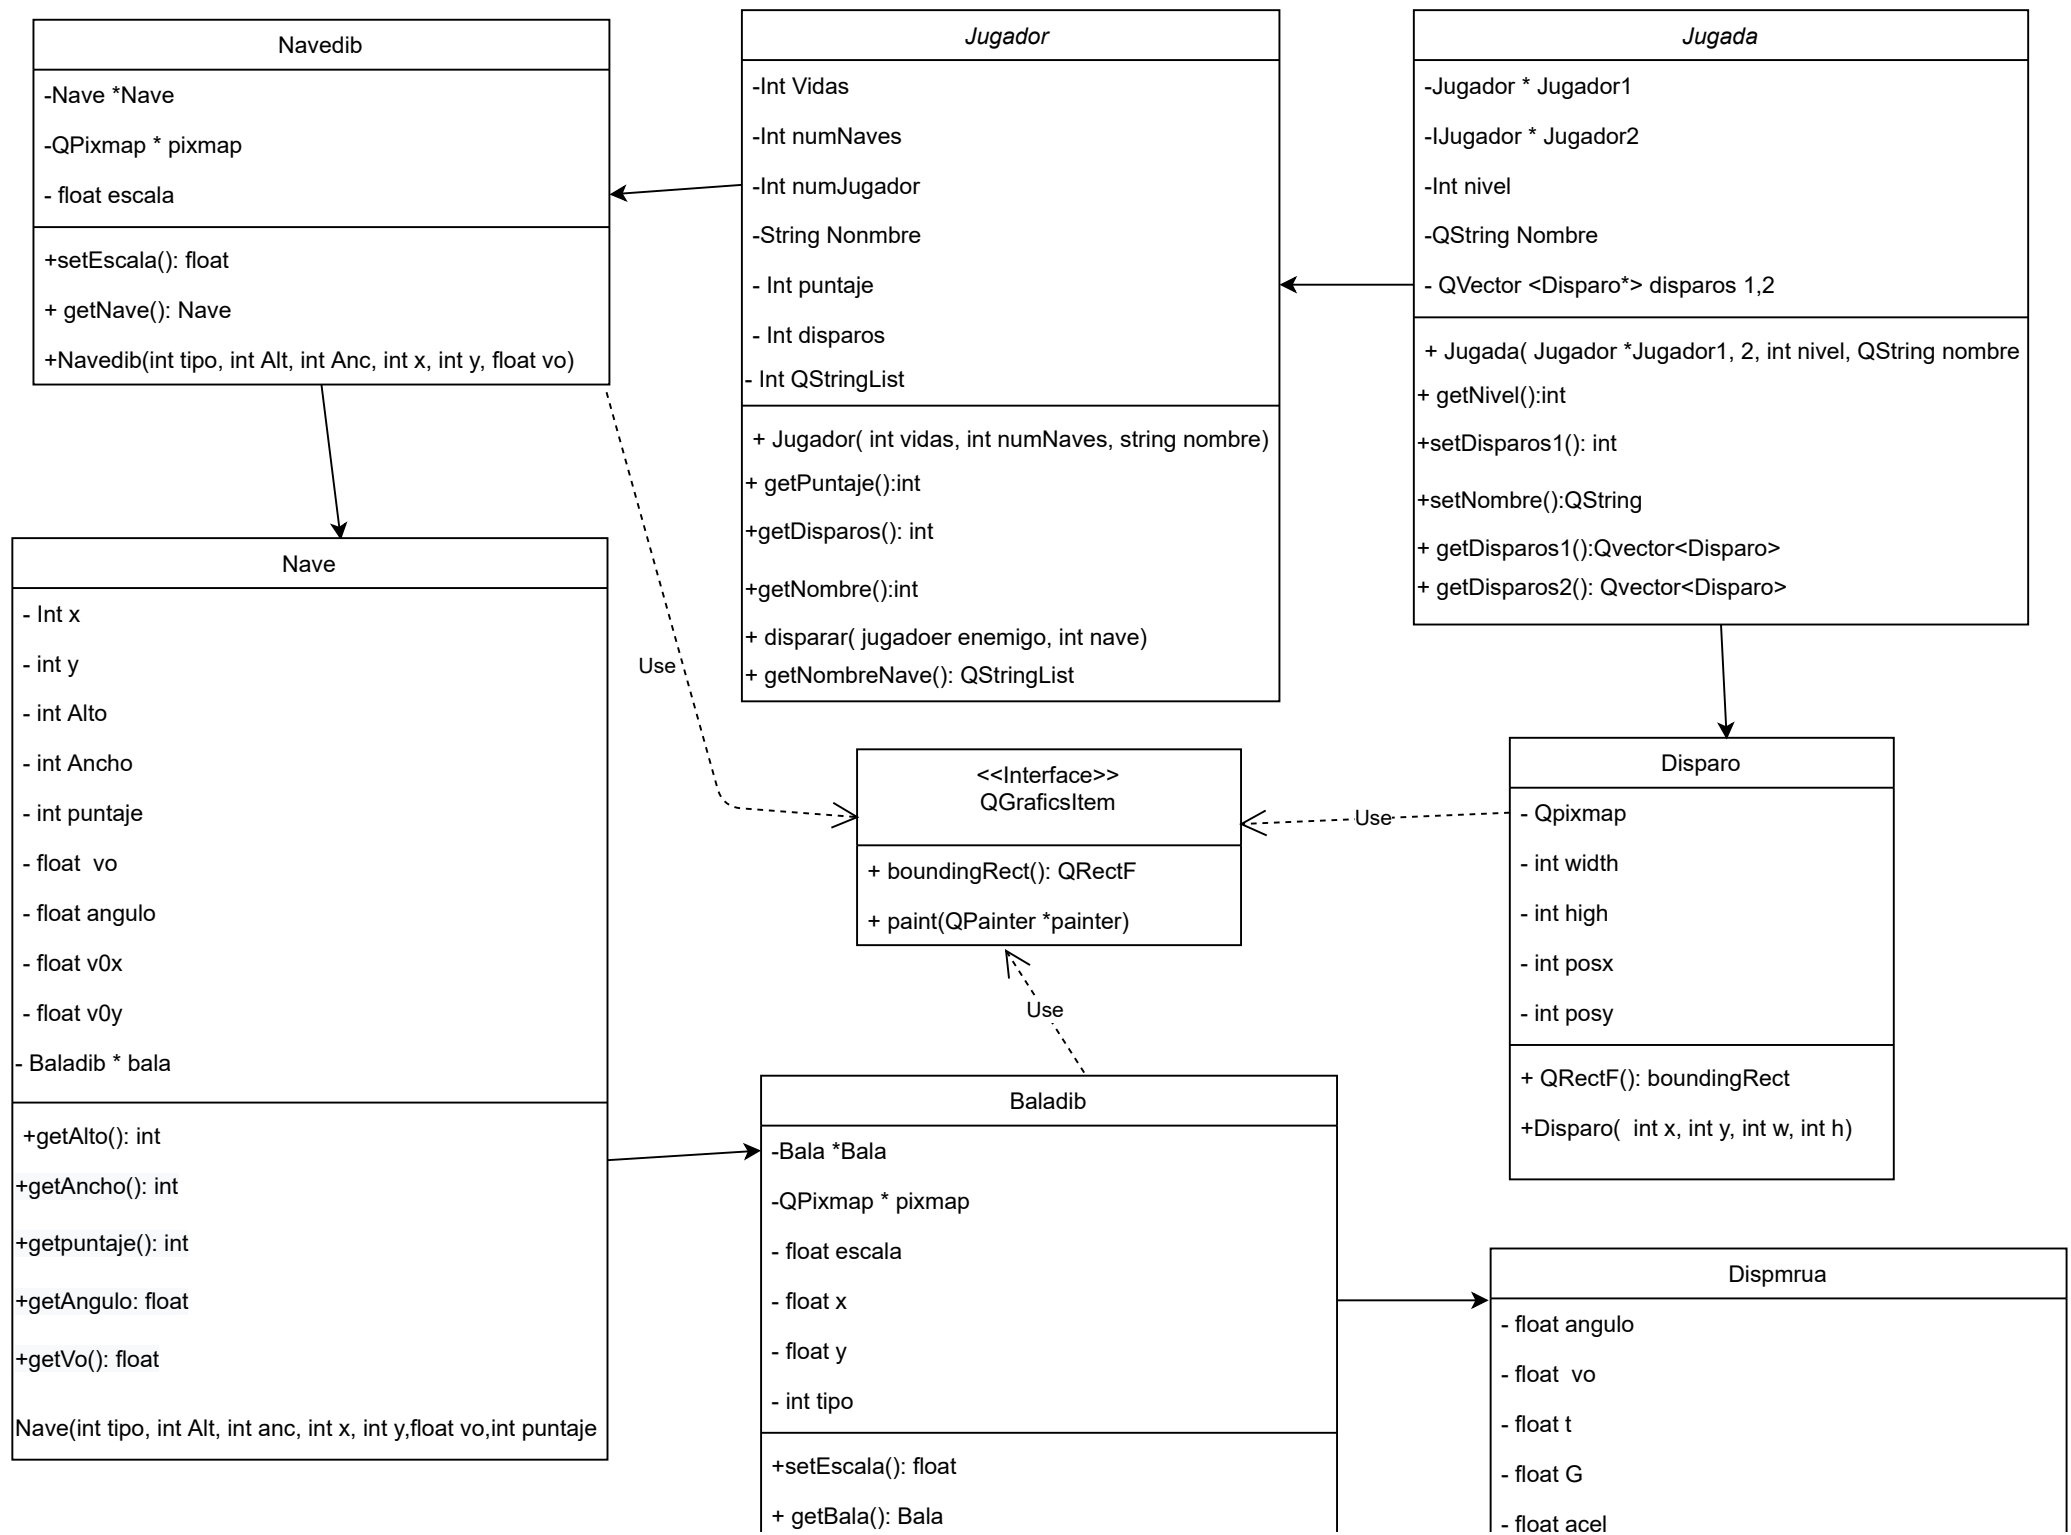 Navedib
-Nave *Nave
-QPixmap * pixmap
- float escala
+setEscala(): float
+ getNave(): Nave
+Navedib(int tipo, int Alt, int Anc, int x, int y, float vo)
Jugador
-Int Vidas
-Int numNaves
-Int numJugador
-String Nonmbre
- Int puntaje
- Int disparos
- Int QStringList
+ Jugador( int vidas, int numNaves, string nombre)
+ getPuntaje():int
+getDisparos(): int
+getNombre():int
+ disparar( jugadoer enemigo, int nave)
+ getNombreNave(): QStringList
Jugada
-Jugador * Jugador1
-IJugador * Jugador2
-Int nivel
-QString Nombre
- QVector <Disparo*> disparos 1,2
+ Jugada( Jugador *Jugador1, 2, int nivel, QString nombre
+ getNivel():int
+setDisparos1(): int
+setNombre():QString
+ getDisparos1():Qvector<Disparo>
+ getDisparos2(): Qvector<Disparo>
Nave
- Int x
- int y
- int Alto
- int Ancho
- int puntaje
- float  vo
- float angulo
- float v0x
- float v0y
- Baladib * bala
+getAlto(): int
+getAncho(): int
+getpuntaje(): int
+getAngulo: float
+getVo(): float
Nave(int tipo, int Alt, int anc, int x, int y,float vo,int puntaje
Use
<<Interface>>
QGraficsItem
+ boundingRect(): QRectF
+ paint(QPainter *painter)
Use
Use
Disparo
- Qpixmap
- int width
- int high
- int posx
- int posy
+ QRectF(): boundingRect
+Disparo(  int x, int y, int w, int h)
Baladib
-Bala *Bala
-QPixmap * pixmap
- float escala
- float x
- float y
- int tipo
+setEscala(): float
+ getBala(): Bala
Dispmrua
- float angulo
- float  vo
- float t
- float G
- float acel